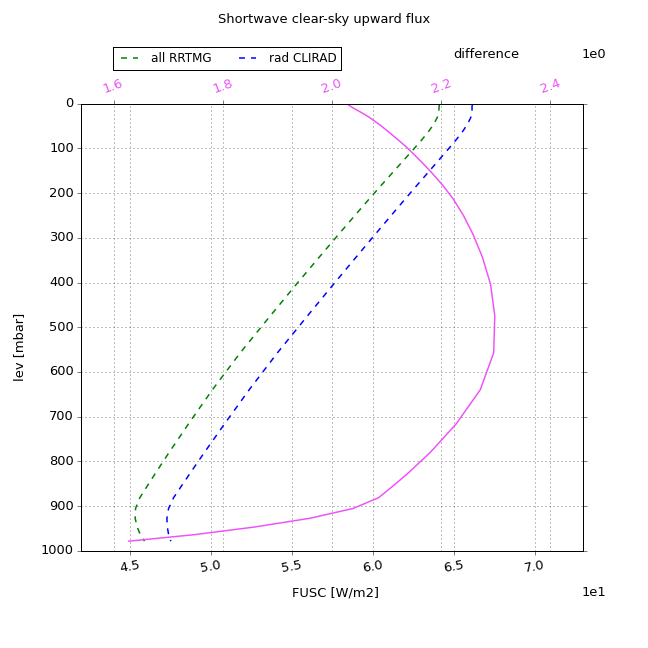 Shortwave clear-sky upward flux
all RRTMG rad CLIRAD difference 1e0
1.6 1.8 2.0 2.2 2.4
0
100
200
300
400
500
600
700
800
900
1000
lev [mbar]
4.5 5.0 5.5 6.0 6.5 7.0
FUSC [W/m2] 1e1